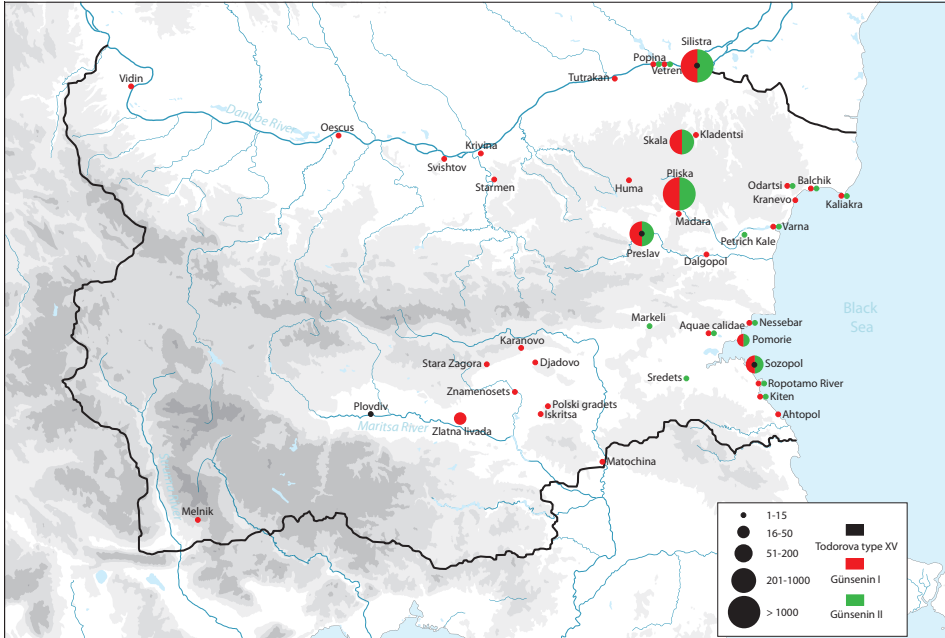 Silistra
Popina
Vetren
Tutrakan
Vidin
Danube River
Oescus
Krivina
Svishtov
Starmen
Skala
Kladentsi
Huma
Pliska
Madara
Odartsi
Balchik
Kranevo
Kaliakra
Varna
Petrich Kale
Preslav
Dalgopol
Black
Sea
Markeli
Aquae calidae
Nessebar
Pomorie
Karanovo
Stara Zagora
Djadovo
Sozopol
Sredets
Ropotamo River
Kiten
Ahtopol
Znamenosets
Polski gradets
Iskritsa
Plovdiv
Maritsa River
Zlatna livada
Matochina
Melnik
1-15
16-50
51-200
201-1000
> 1000
Todorova type XV
Günsenin I
Günsenin II